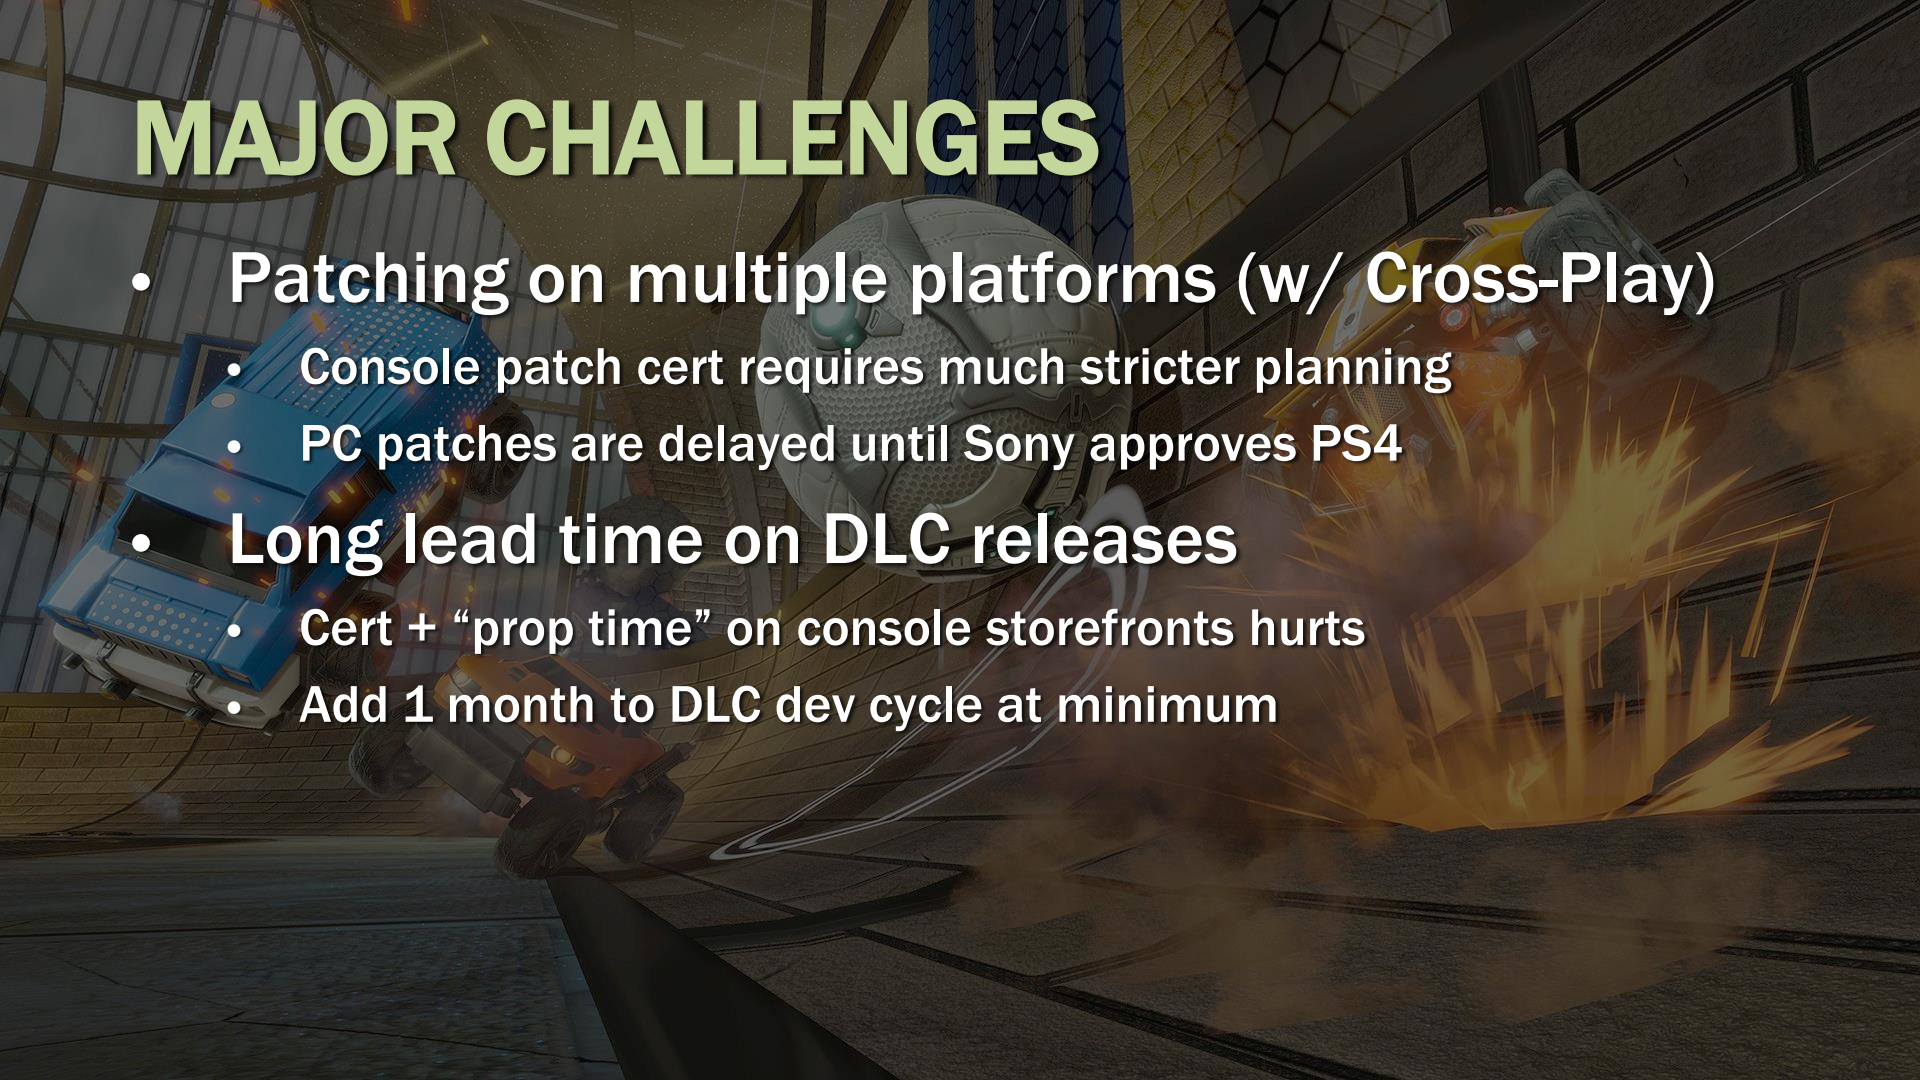 MAJOR CHALLENGES
• Patching on multiple platforms (w/ Cross-Play)
• Console patch cert requires much stricter planning
• PC patches are delayed until Sony approves PS4
• Long lead time on DLC releases
• Cert + “prop time” on console storefronts hurts
• Add 1 month to DLC dev cycle at minimum